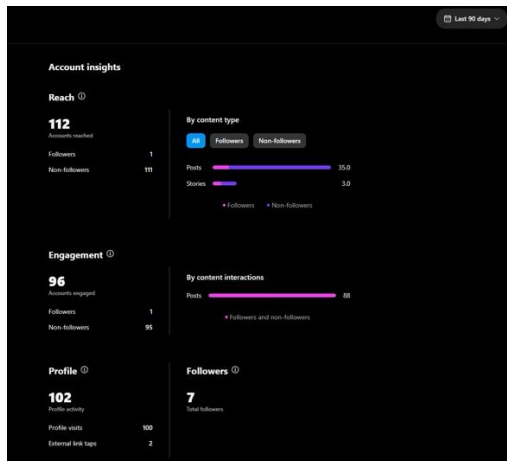 Last 90 days
Account insights
Reach
112
Accounts reached
Followers 1
Non-followers 111
By content type
All Followers Non-followers
Posts 35.0
Stories 3.0
Followers Non-followers
Engagement
96
Accounts engaged
Followers 1
Non-followers 95
By content interactions
Posts 88
Followers and non-followers
Profile
102
Profile activity
Profile visits 100
External link taps 2
Followers
7
Total followers